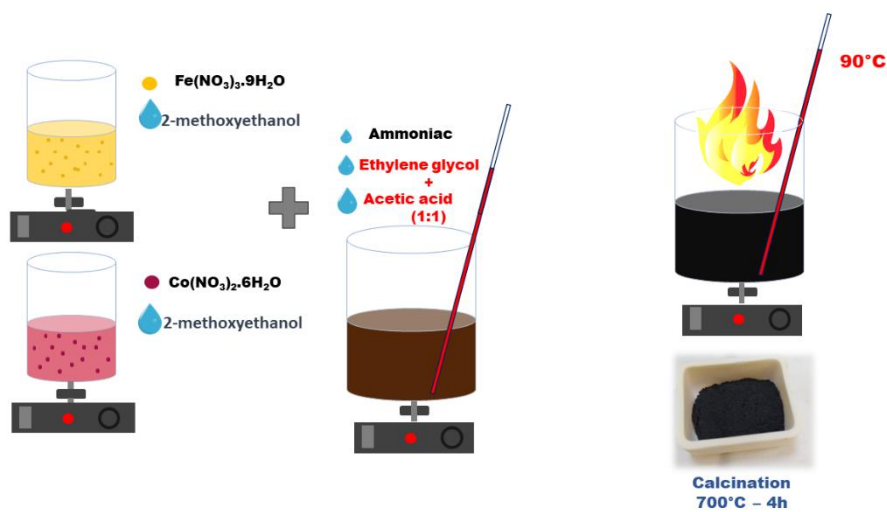 Fe(NO₃)₃.9H₂O
2-methoxyethanol
Co(NO₃)₂.6H₂O
2-methoxyethanol
Ammoniac
Ethylene glycol
+
Acetic acid
(1:1)
90°C
Calcination
700°C – 4h